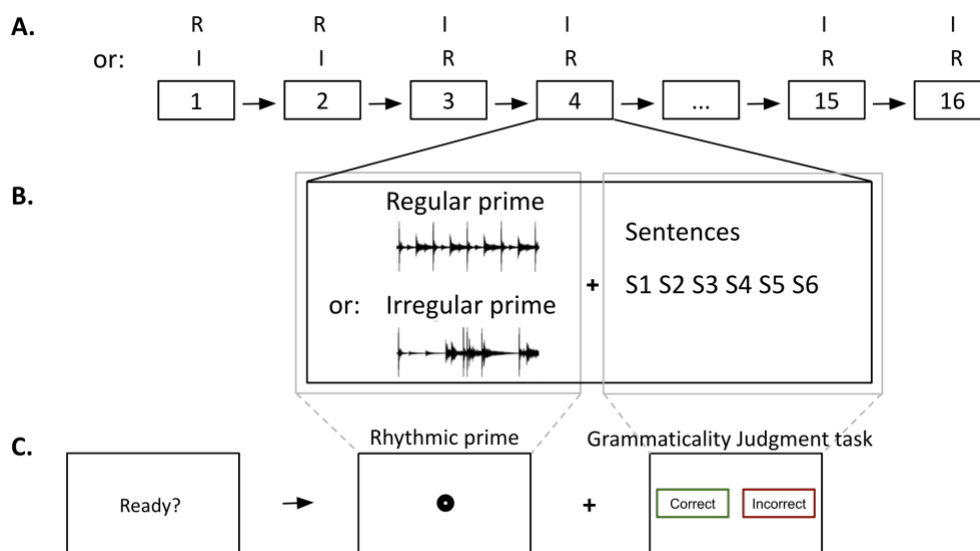 A.
R R I I I I
or: I I R R R R
1 2 3 4 ... 15 16
B.
Regular prime
or: Irregular prime
+
Sentences
S1 S2 S3 S4 S5 S6
C.
Rhythmic prime
Grammaticality Judgment task
Ready?
+
Correct Incorrect